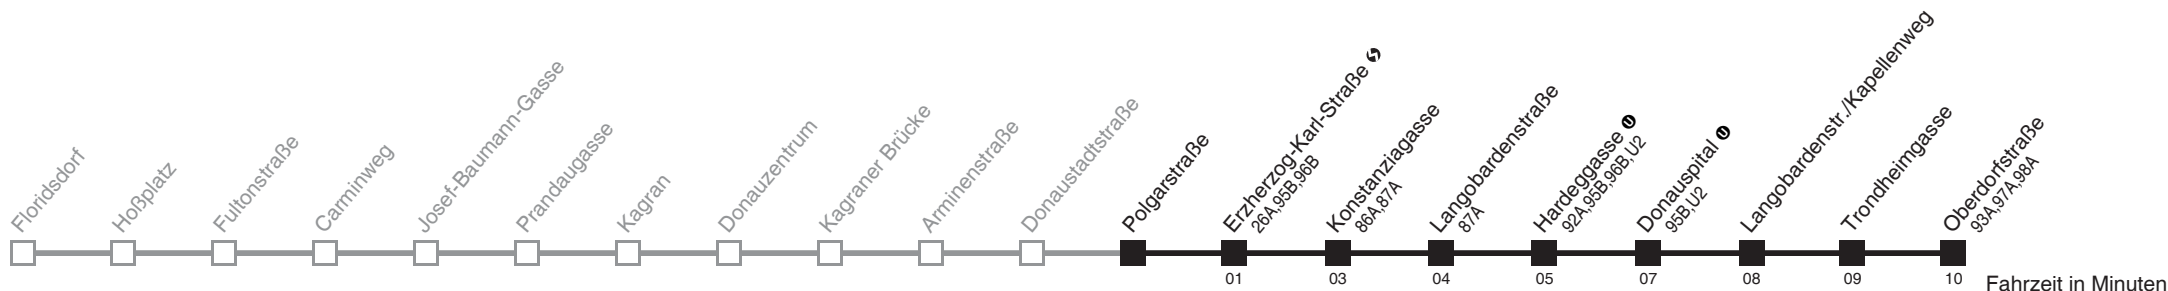 Floridsdorf
Hoßplatz
Fultonstraße
Carminweg
Josef-Baumann-Gasse
Prandaugasse
Kagran
Donauzentrum
Kagraner Brücke
Arminenstraße
Donaustadtstraße
Polgarstraße
Erzherzog-Karl-Straße S
26A,95B,96B
Konstanziagasse
86A,87A
Langobardenstraße
87A
Hardeggasse U
92A,95B,96B,U2
Donauspital U
95B,U2
Langobardenstr./Kapellenweg
Trondheimgasse
Oberdorfstraße
93A,97A,98A
01 03 04 05 07 08 09 10 Fahrzeit in Minuten